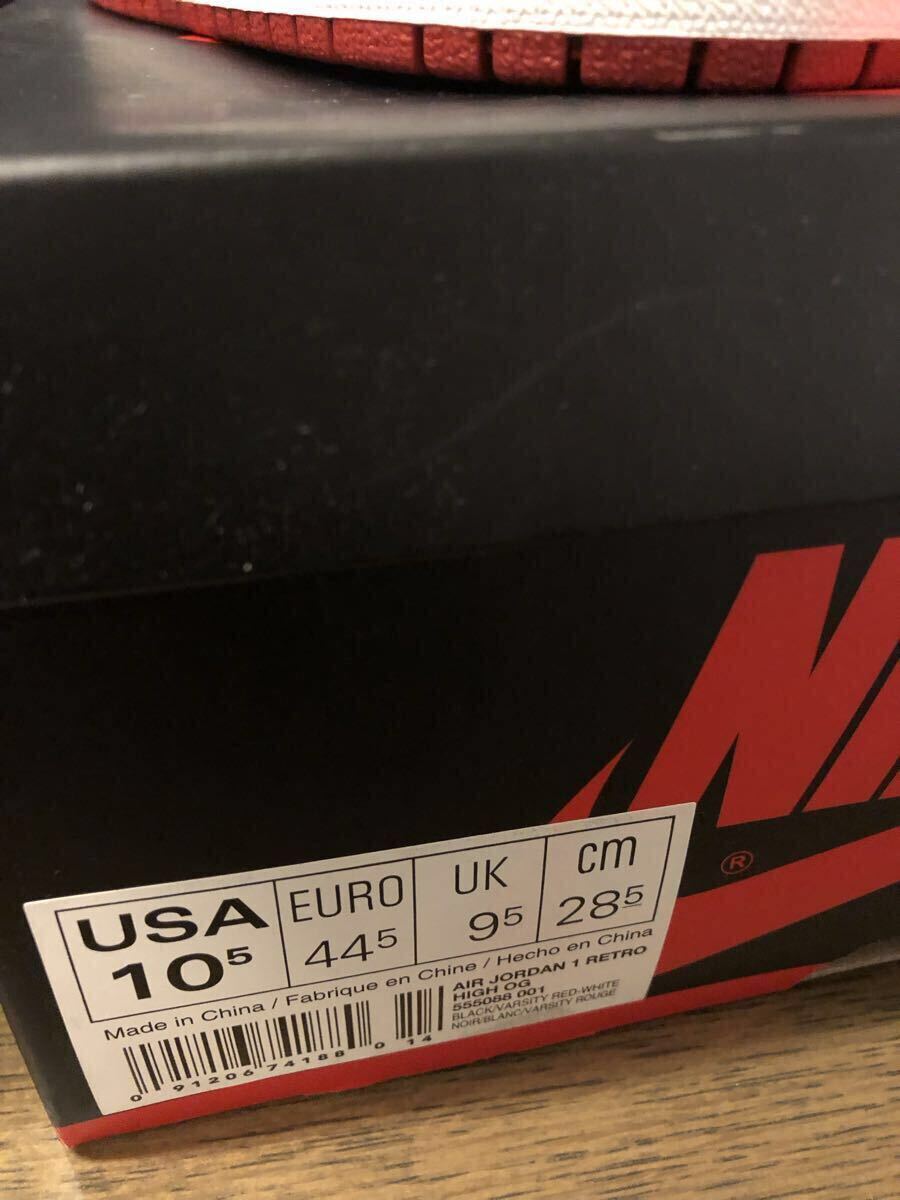 NI
®
USA EURO UK cm
10⁵ 44⁵ 9⁵ 28⁵
Made in China / Fabrique en Chine / Hecho en China
AIR JORDAN 1 RETRO
HIGH OG
555088 001
BLACK/VARSITY RED-WHITE
NOIR/BLANC/VARSITY ROUGE
0 91206 74188 0 14